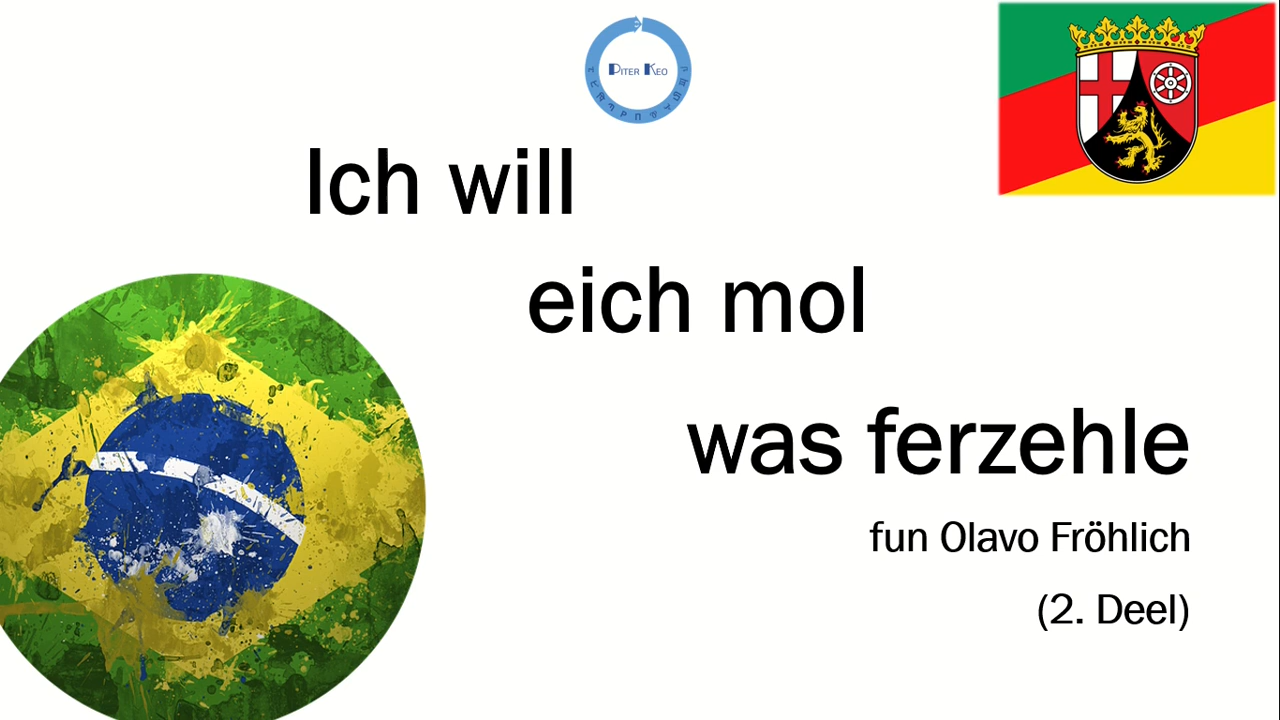 Piter Keo
Ich will
eich mol
was ferzehle
fun Olavo Fröhlich
(2. Deel)